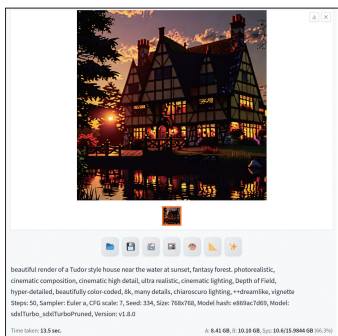 beautiful render of a Tudor style house near the water at sunset, fantasy forest. photorealistic,
cinematic composition, cinematic high detail, ultra realistic, cinematic lighting, Depth of Field,
hyper-detailed, beautifully color-coded, 8k, many details, chiaroscuro lighting, ++dreamlike, vignette
Steps: 50, Sampler: Euler a, CFG scale: 7, Seed: 334, Size: 768x768, Model hash: e869ac7d69, Model:
sdxlTurbo_sdxlTurboPruned, Version: v1.8.0
Time taken: 13.5 sec. A: 8.41 GB, R: 10.10 GB, Sys: 10.6/15.9844 GB (66.3%)